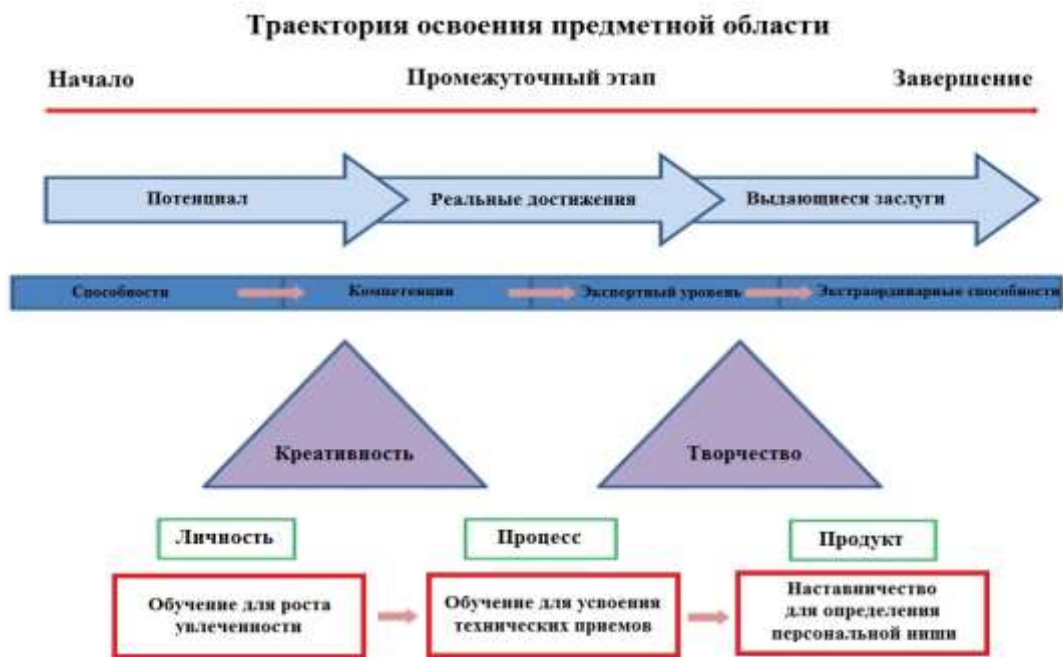 Траектория освоения предметной области
Начало Промежуточный этап Завершение
Потенциал Реальные достижения Выдающиеся заслуги
Способности Компетенции Экспертный уровень Экстраординарные способности
Креативность Творчество
Личность Процесс Продукт
Обучение для роста
увлеченности
Обучение для усвоения
технических приемов
Наставничество
для определения
персональной ниши